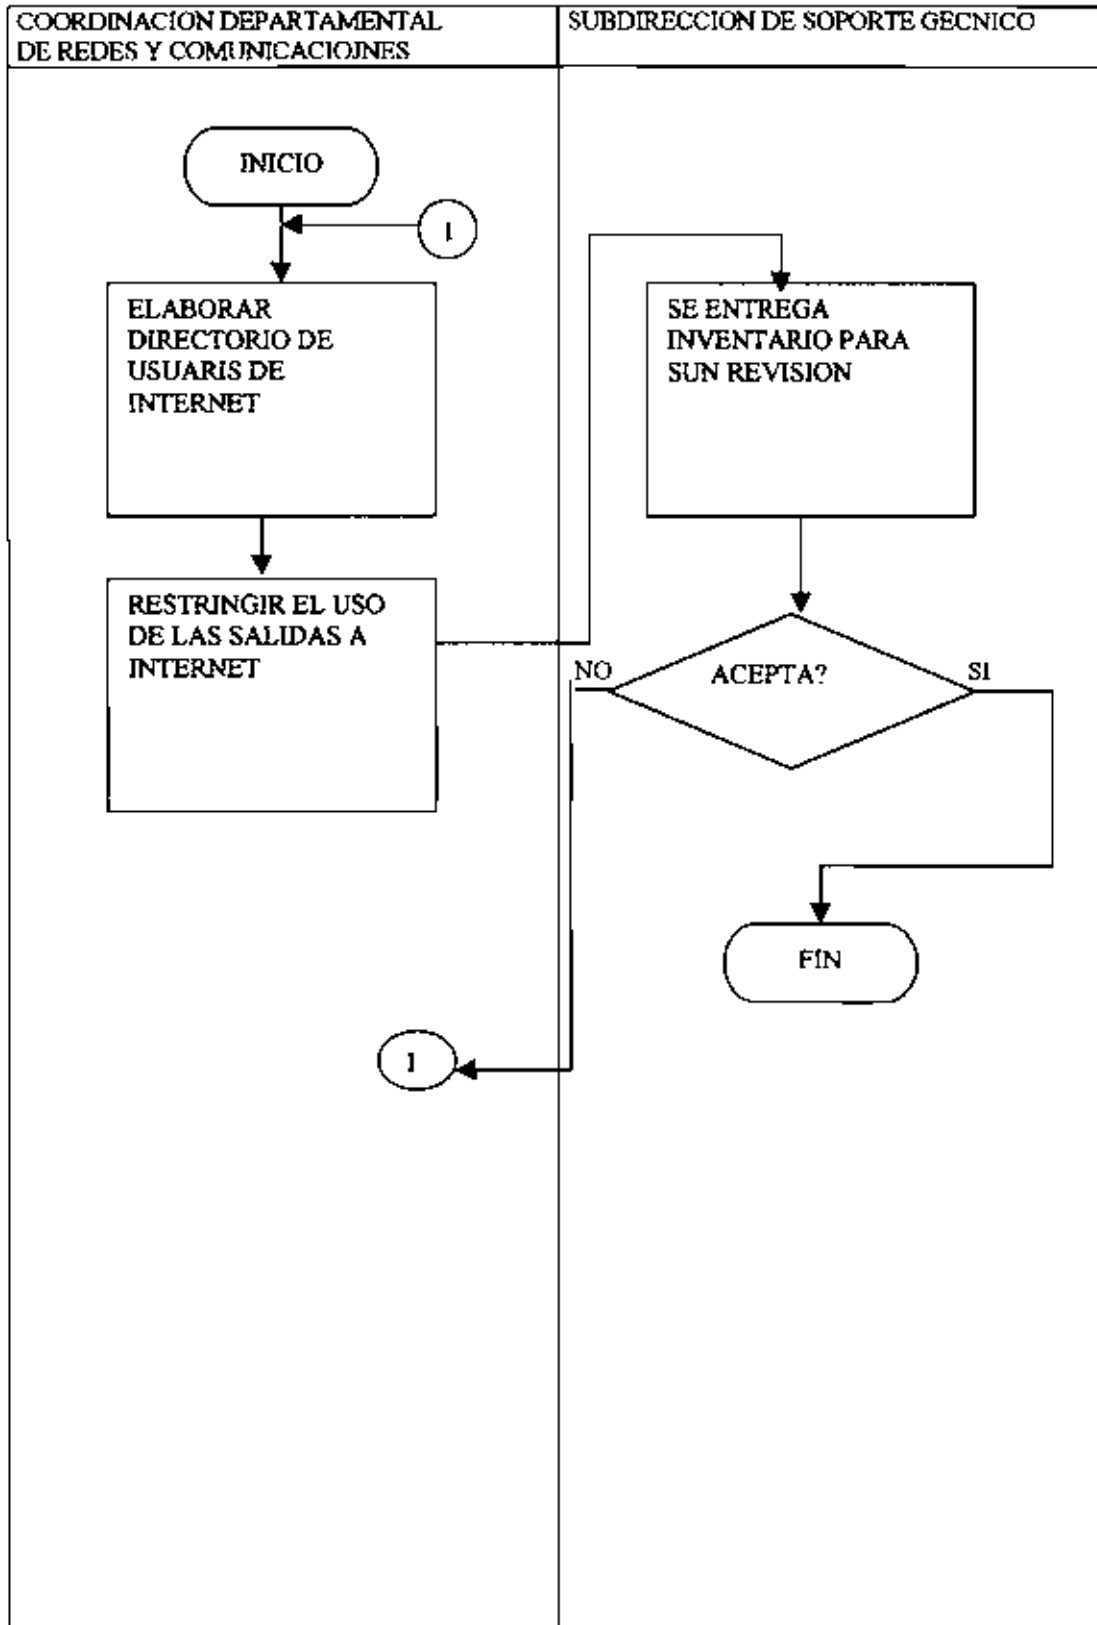 COORDINACION DEPARTAMENTAL
DE REDES Y COMUNICACIOJNES
SUBDIRECCION DE SOPORTE GECNICO
INICIO
1
ELABORAR
DIRECTORIO DE
USUARIS DE
INTERNET
SE ENTREGA
INVENTARIO PARA
SUN REVISION
RESTRINGIR EL USO
DE LAS SALIDAS A
INTERNET
NO
ACEPTA?
SI
FIN
1